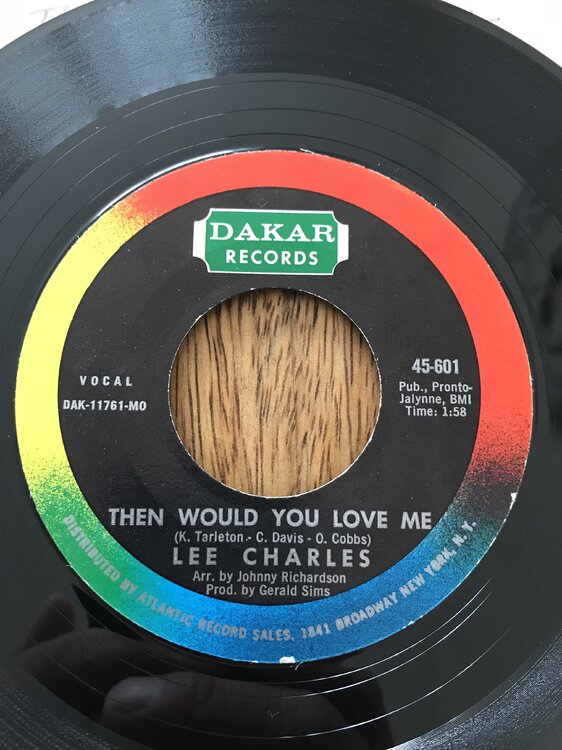 DAKAR
RECORDS
VOCAL
DAK-11761-MO
45-601
Pub., Pronto-
Jalynne, BMI
Time: 1:58
THEN WOULD YOU LOVE ME
(K. Tarleton - C. Davis - O. Cobbs)
LEE CHARLES
Arr. by Johnny Richardson
Prod. by Gerald Sims
DISTRIBUTED BY ATLANTIC RECORD SALES, 1841 BROADWAY NEW YORK, N.Y.